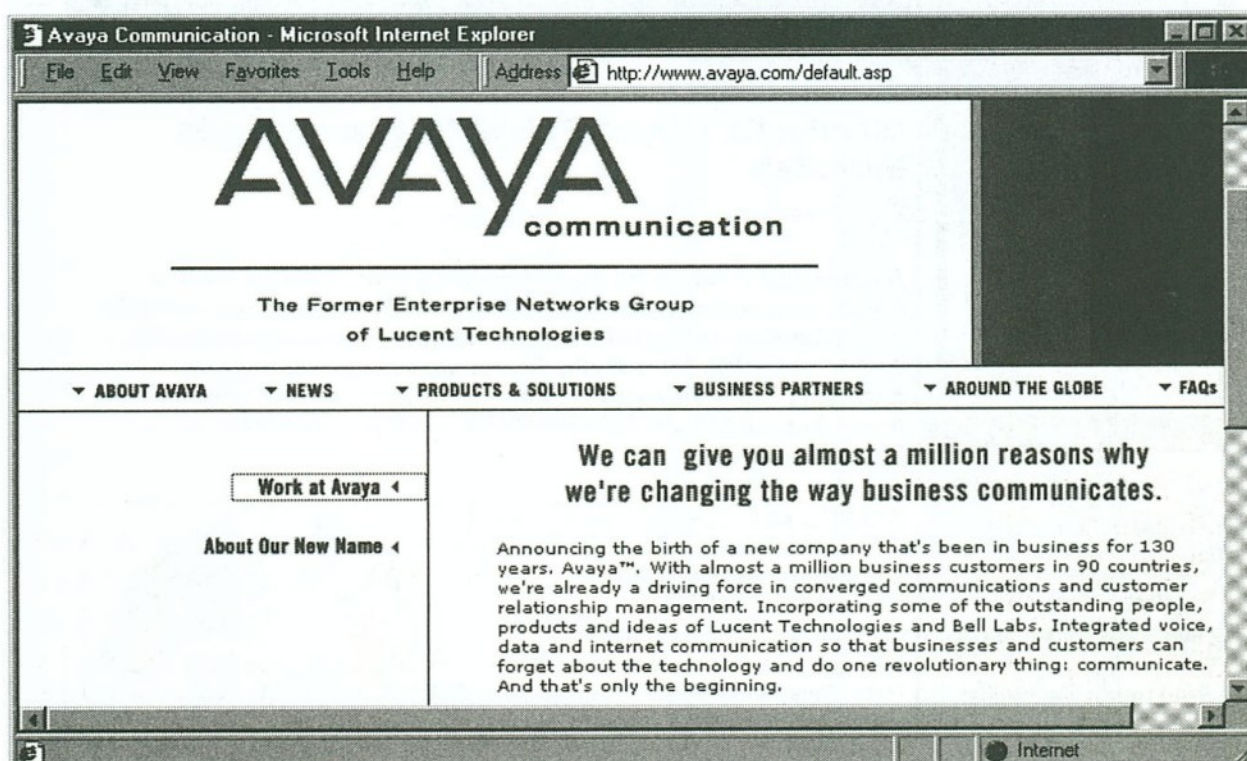 Avaya Communication - Microsoft Internet Explorer
File Edit View Favorites Tools Help Address http://www.avaya.com/default.asp
AVAYA
communication
The Former Enterprise Networks Group
of Lucent Technologies
ABOUT AVAYA NEWS PRODUCTS & SOLUTIONS BUSINESS PARTNERS AROUND THE GLOBE FAQs
Work at Avaya
About Our New Name
We can give you almost a million reasons why
we're changing the way business communicates.
Announcing the birth of a new company that's been in business for 130
years. Avaya™. With almost a million business customers in 90 countries,
we're already a driving force in converged communications and customer
relationship management. Incorporating some of the outstanding people,
products and ideas of Lucent Technologies and Bell Labs. Integrated voice,
data and internet communication so that businesses and customers can
forget about the technology and do one revolutionary thing: communicate.
And that's only the beginning.
Internet